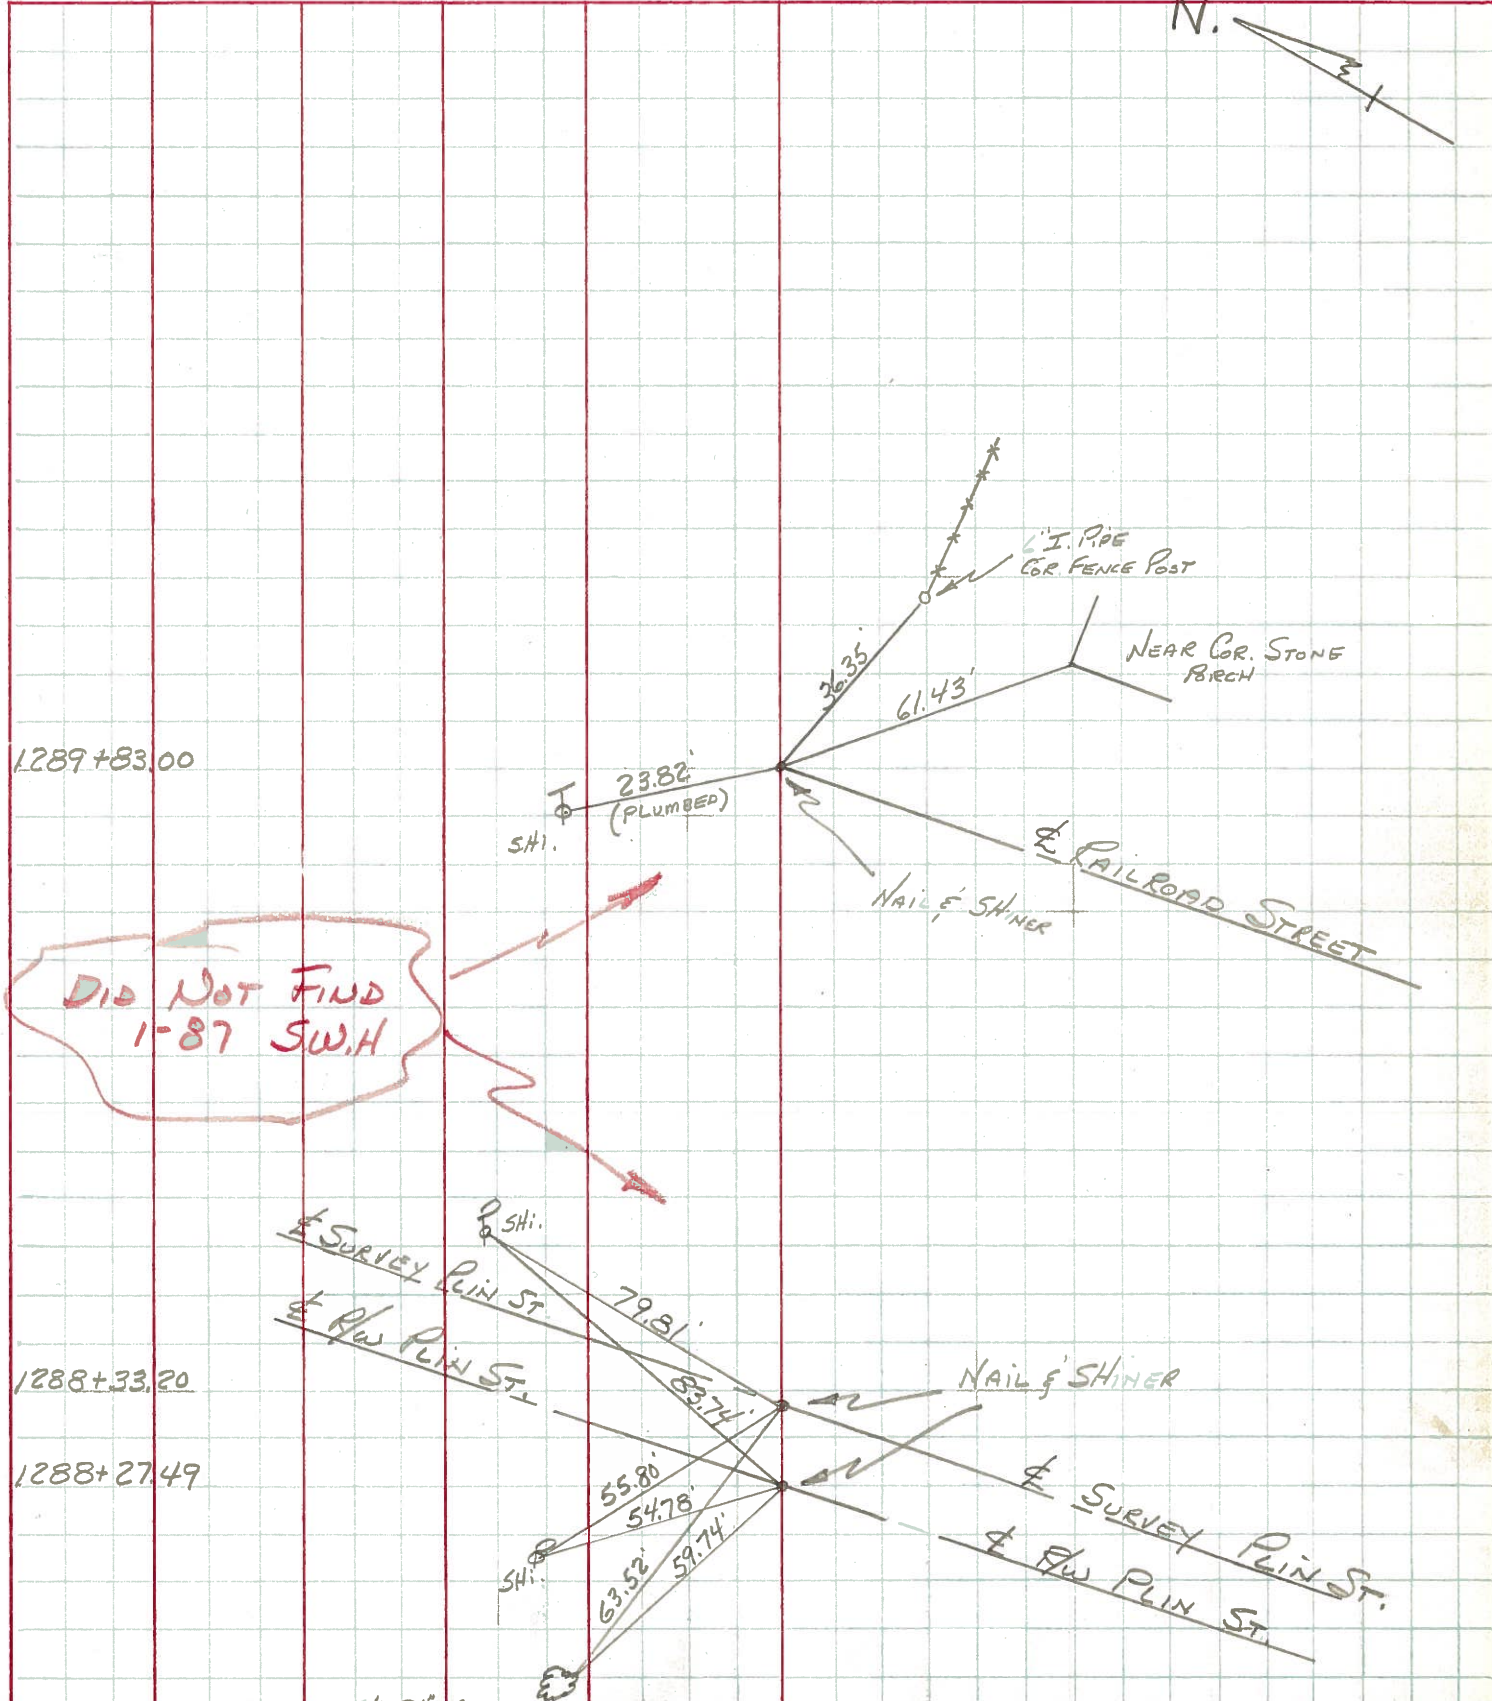 N.
6" I. PIPE
COR. FENCE POST
NEAR COR. STONE
PORCH
36.35'
61.43'
1289+83.00
23.82'
(PLUMBED)
SHI.
℄ RAILROAD STREET
NAIL & SHINER
DID NOT FIND
1-87 S.W.H
SHI.
℄ SURVEY PLIN ST.
79.81'
℄ R/W PLIN ST.
1288+33.20
83.74'
NAIL & SHINER
1288+27.49
55.80'
54.78'
59.74'
63.52'
SHI.
℄ SURVEY PLIN ST.
℄ R/W PLIN ST.